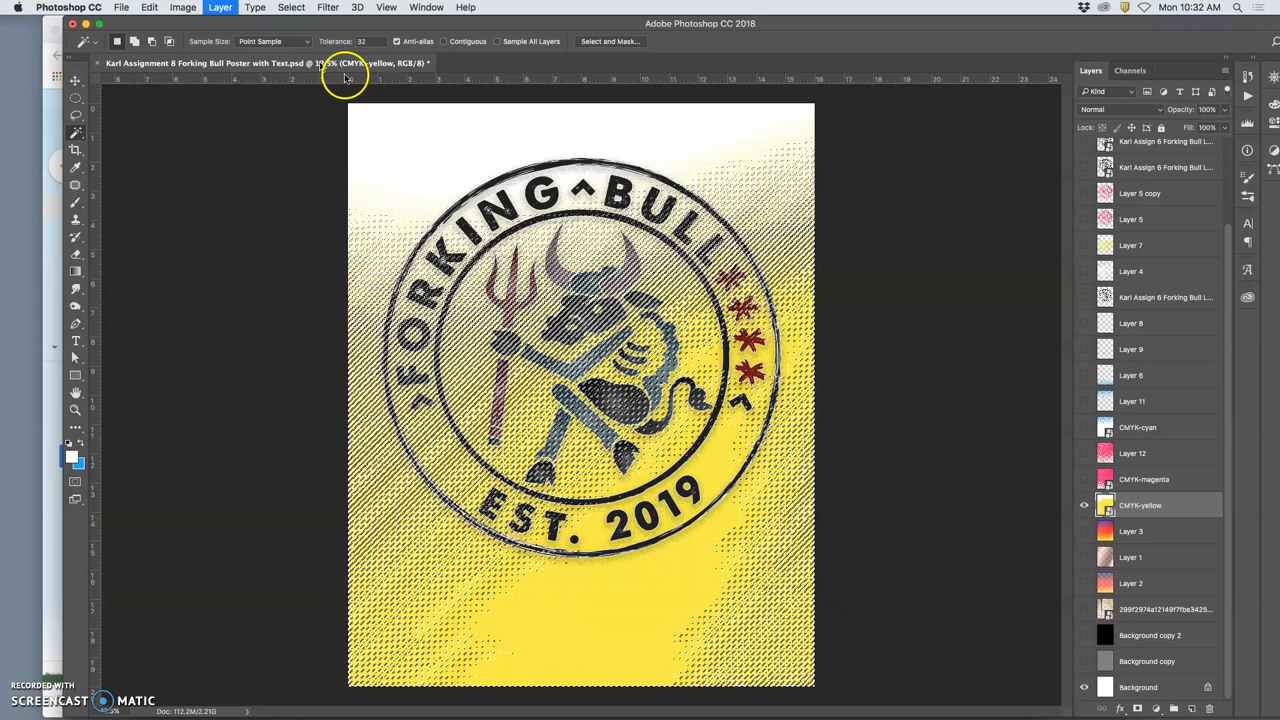 Photoshop CC File Edit Image Layer Type Select Filter 3D View Window Help Mon 10:32 AM
Adobe Photoshop CC 2018
Sample Size: Point Sample Tolerance: 32 Anti-alias Contiguous Sample All Layers Select and Mask...
Karl Assignment 8 Forking Bull Poster with Text.psd @ (CMYK-yellow, RGB/8) *
Layers Channels
Kind
Normal Opacity: 100%
Lock: Fill: 100%
Karl Assign 6 Forking Bull L...
Karl Assign 6 Forking Bull L...
Layer 5 copy
Layer 5
Layer 7
Layer 4
Karl Assign 6 Forking Bull L...
Layer 8
Layer 9
Layer 6
Layer 11
CMYK-cyan
Layer 12
CMYK-magenta
CMYK-yellow
Layer 3
Layer 1
Layer 2
299f2974a12149f7fbe3425...
Background copy 2
Background copy
Background
FORKING ^ BULL ****
EST. 2019
RECORDED WITH
SCREENCAST MATIC
Doc: 112.2M/2.21G